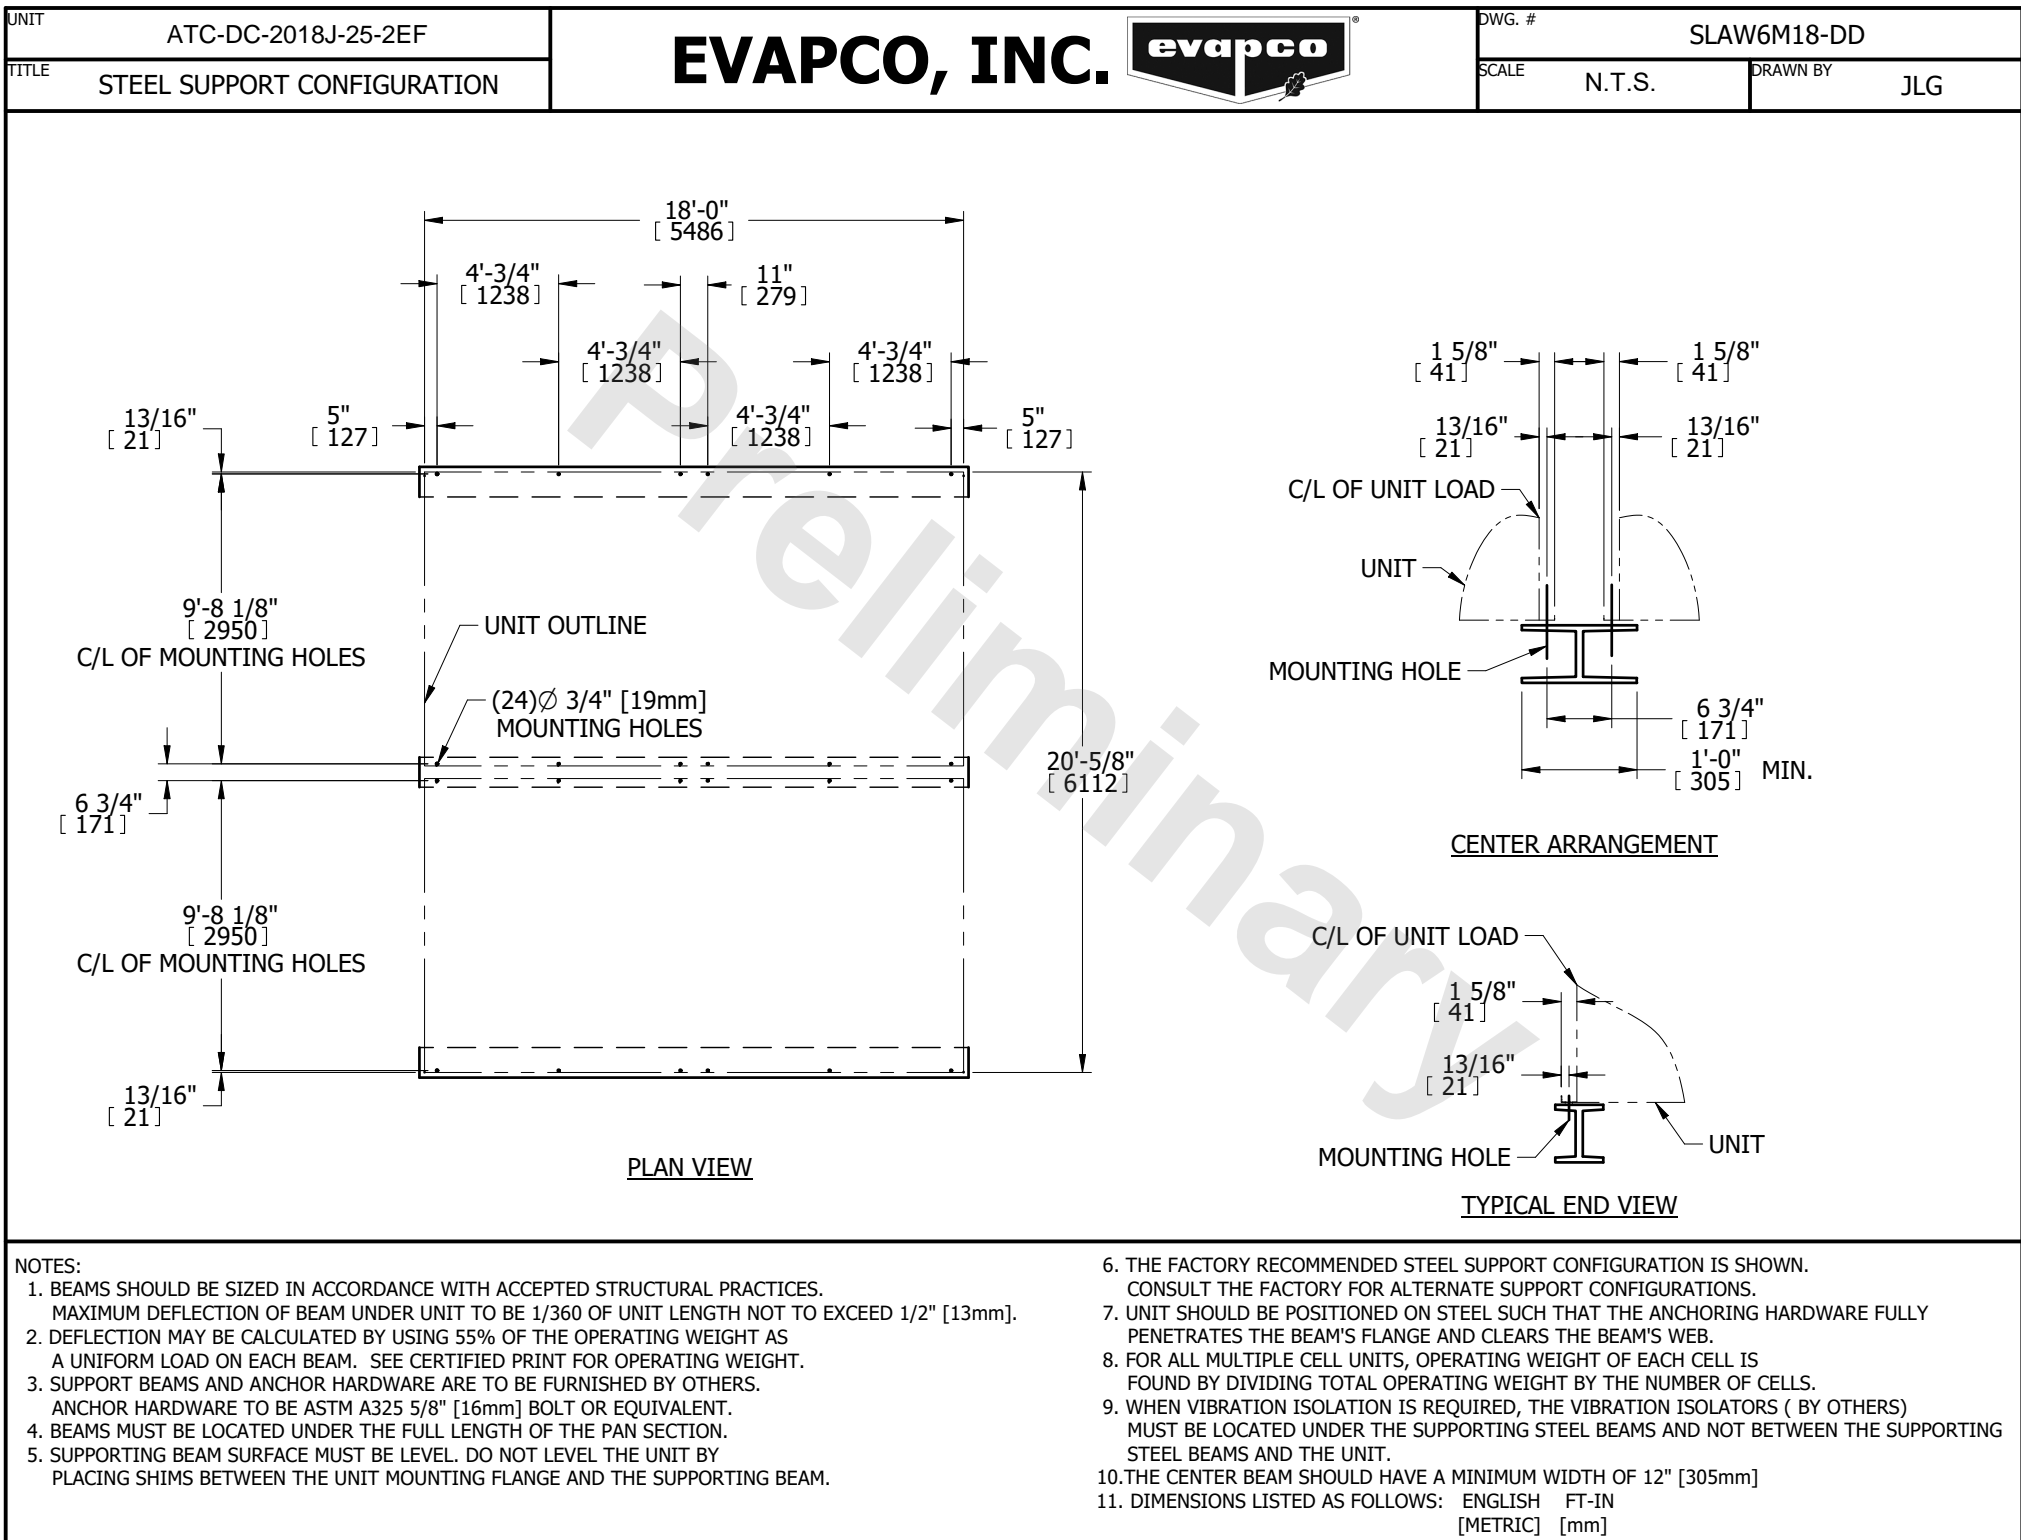 UNIT
ATC-DC-2018J-25-2EF
TITLE
STEEL SUPPORT CONFIGURATION
EVAPCO, INC.
evapco
®
DWG. #
SLAW6M18-DD
SCALE
N.T.S.
DRAWN BY
JLG
18'-0"
[ 5486 ]
4'-3/4"
[ 1238 ]
11"
[ 279 ]
4'-3/4"
[ 1238 ]
4'-3/4"
[ 1238 ]
13/16"
[ 21 ]
5"
[ 127 ]
4'-3/4"
[ 1238 ]
5"
[ 127 ]
9'-8 1/8"
[ 2950 ]
C/L OF MOUNTING HOLES
UNIT OUTLINE
(24)∅ 3/4" [19mm]
MOUNTING HOLES
6 3/4"
[ 171 ]
20'-5/8"
[ 6112 ]
9'-8 1/8"
[ 2950 ]
C/L OF MOUNTING HOLES
13/16"
[ 21 ]
PLAN VIEW
Preliminary
1 5/8"
[ 41 ]
1 5/8"
[ 41 ]
13/16"
[ 21 ]
13/16"
[ 21 ]
C/L OF UNIT LOAD
UNIT
MOUNTING HOLE
6 3/4"
[ 171 ]
1'-0"
[ 305 ]
MIN.
CENTER ARRANGEMENT
C/L OF UNIT LOAD
1 5/8"
[ 41 ]
13/16"
[ 21 ]
MOUNTING HOLE
UNIT
TYPICAL END VIEW
NOTES:
1. BEAMS SHOULD BE SIZED IN ACCORDANCE WITH ACCEPTED STRUCTURAL PRACTICES.
MAXIMUM DEFLECTION OF BEAM UNDER UNIT TO BE 1/360 OF UNIT LENGTH NOT TO EXCEED 1/2" [13mm].
2. DEFLECTION MAY BE CALCULATED BY USING 55% OF THE OPERATING WEIGHT AS
A UNIFORM LOAD ON EACH BEAM. SEE CERTIFIED PRINT FOR OPERATING WEIGHT.
3. SUPPORT BEAMS AND ANCHOR HARDWARE ARE TO BE FURNISHED BY OTHERS.
ANCHOR HARDWARE TO BE ASTM A325 5/8" [16mm] BOLT OR EQUIVALENT.
4. BEAMS MUST BE LOCATED UNDER THE FULL LENGTH OF THE PAN SECTION.
5. SUPPORTING BEAM SURFACE MUST BE LEVEL. DO NOT LEVEL THE UNIT BY
PLACING SHIMS BETWEEN THE UNIT MOUNTING FLANGE AND THE SUPPORTING BEAM.
6. THE FACTORY RECOMMENDED STEEL SUPPORT CONFIGURATION IS SHOWN.
CONSULT THE FACTORY FOR ALTERNATE SUPPORT CONFIGURATIONS.
7. UNIT SHOULD BE POSITIONED ON STEEL SUCH THAT THE ANCHORING HARDWARE FULLY
PENETRATES THE BEAM'S FLANGE AND CLEARS THE BEAM'S WEB.
8. FOR ALL MULTIPLE CELL UNITS, OPERATING WEIGHT OF EACH CELL IS
FOUND BY DIVIDING TOTAL OPERATING WEIGHT BY THE NUMBER OF CELLS.
9. WHEN VIBRATION ISOLATION IS REQUIRED, THE VIBRATION ISOLATORS ( BY OTHERS)
MUST BE LOCATED UNDER THE SUPPORTING STEEL BEAMS AND NOT BETWEEN THE SUPPORTING
STEEL BEAMS AND THE UNIT.
10.THE CENTER BEAM SHOULD HAVE A MINIMUM WIDTH OF 12" [305mm]
11. DIMENSIONS LISTED AS FOLLOWS: ENGLISH FT-IN
[METRIC] [mm]